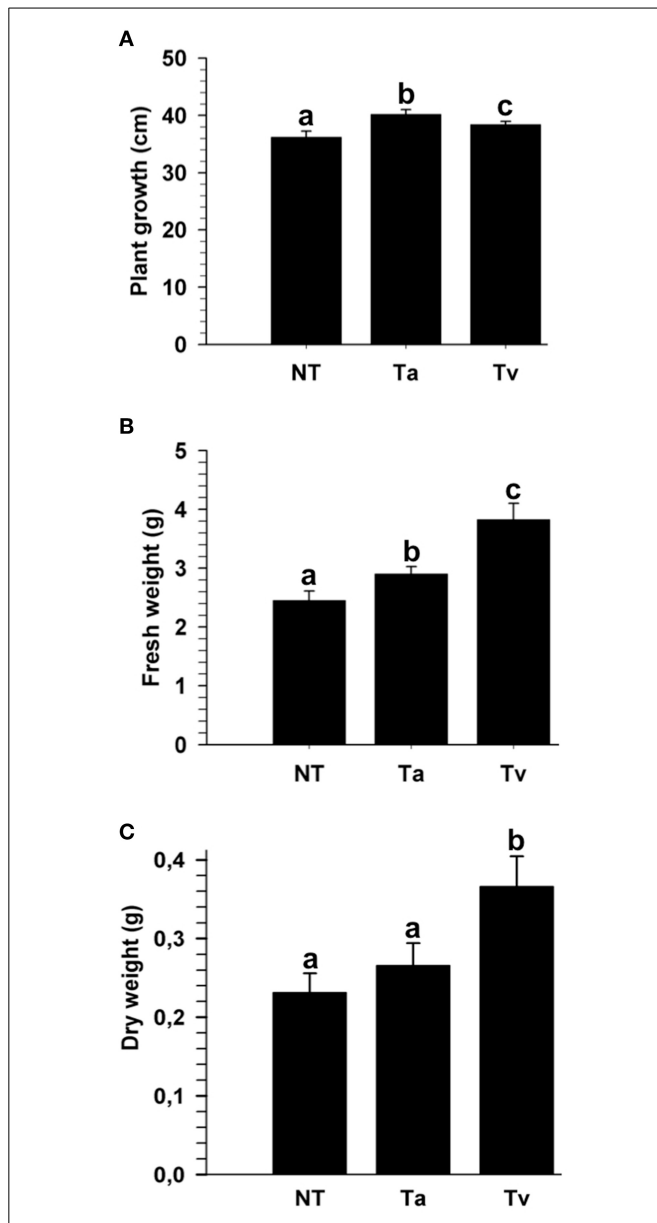 A
Plant growth (cm)
50
40
30
20
10
0
a
b
c
NT Ta Tv
B
Fresh weight (g)
5
4
3
2
1
0
a
b
c
NT Ta Tv
C
Dry weight (g)
0,4
0,3
0,2
0,1
0,0
a
a
b
NT Ta Tv